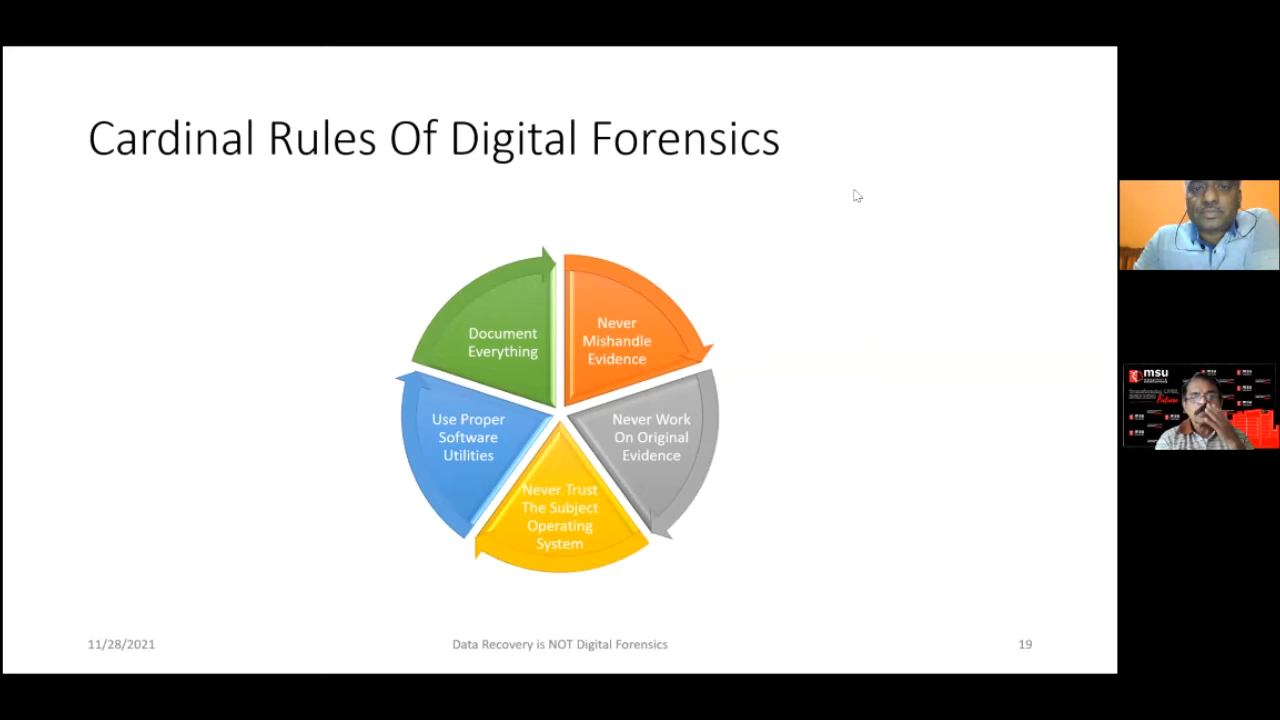 Cardinal Rules Of Digital Forensics
Document
Everything
Never
Mishandle
Evidence
Use Proper
Software
Utilities
Never Work
On Original
Evidence
Never Trust
The Subject
Operating
System
11/28/2021
Data Recovery is NOT Digital Forensics
19
msu